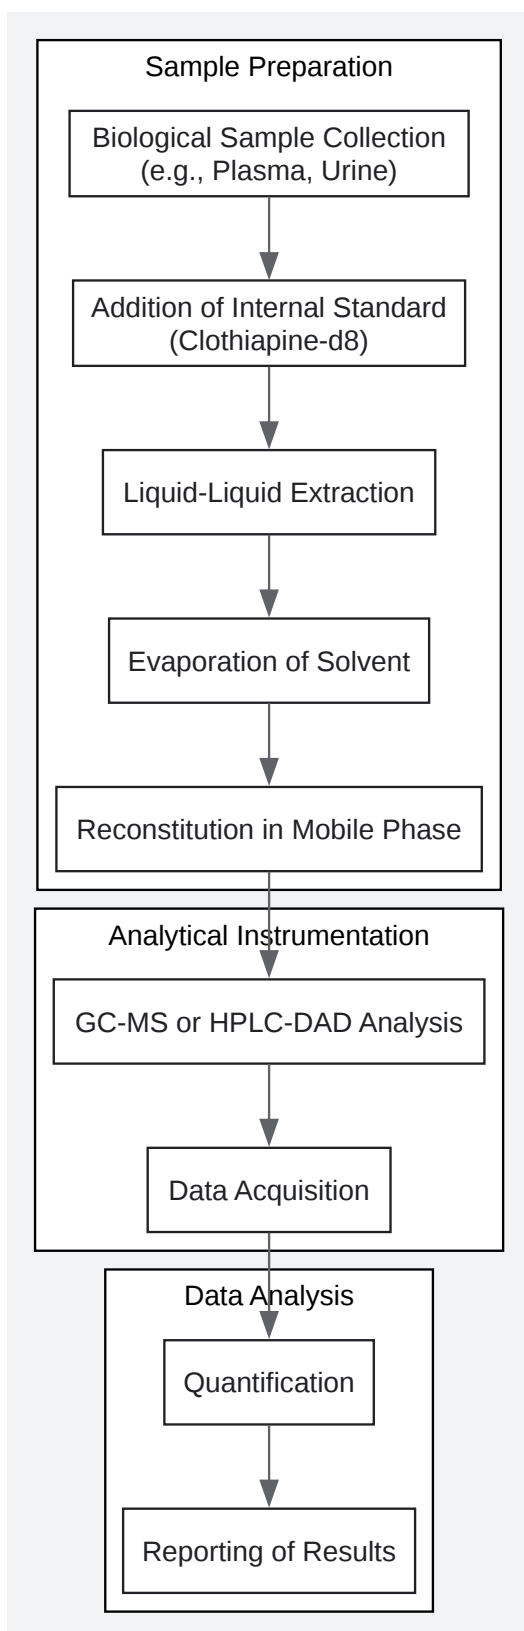 Sample Preparation
Biological Sample Collection
(e.g., Plasma, Urine)
Addition of Internal Standard
(Clothiapine-d8)
Liquid-Liquid Extraction
Evaporation of Solvent
Reconstitution in Mobile Phase
Analytical Instrumentation
GC-MS or HPLC-DAD Analysis
Data Acquisition
Data Analysis
Quantification
Reporting of Results